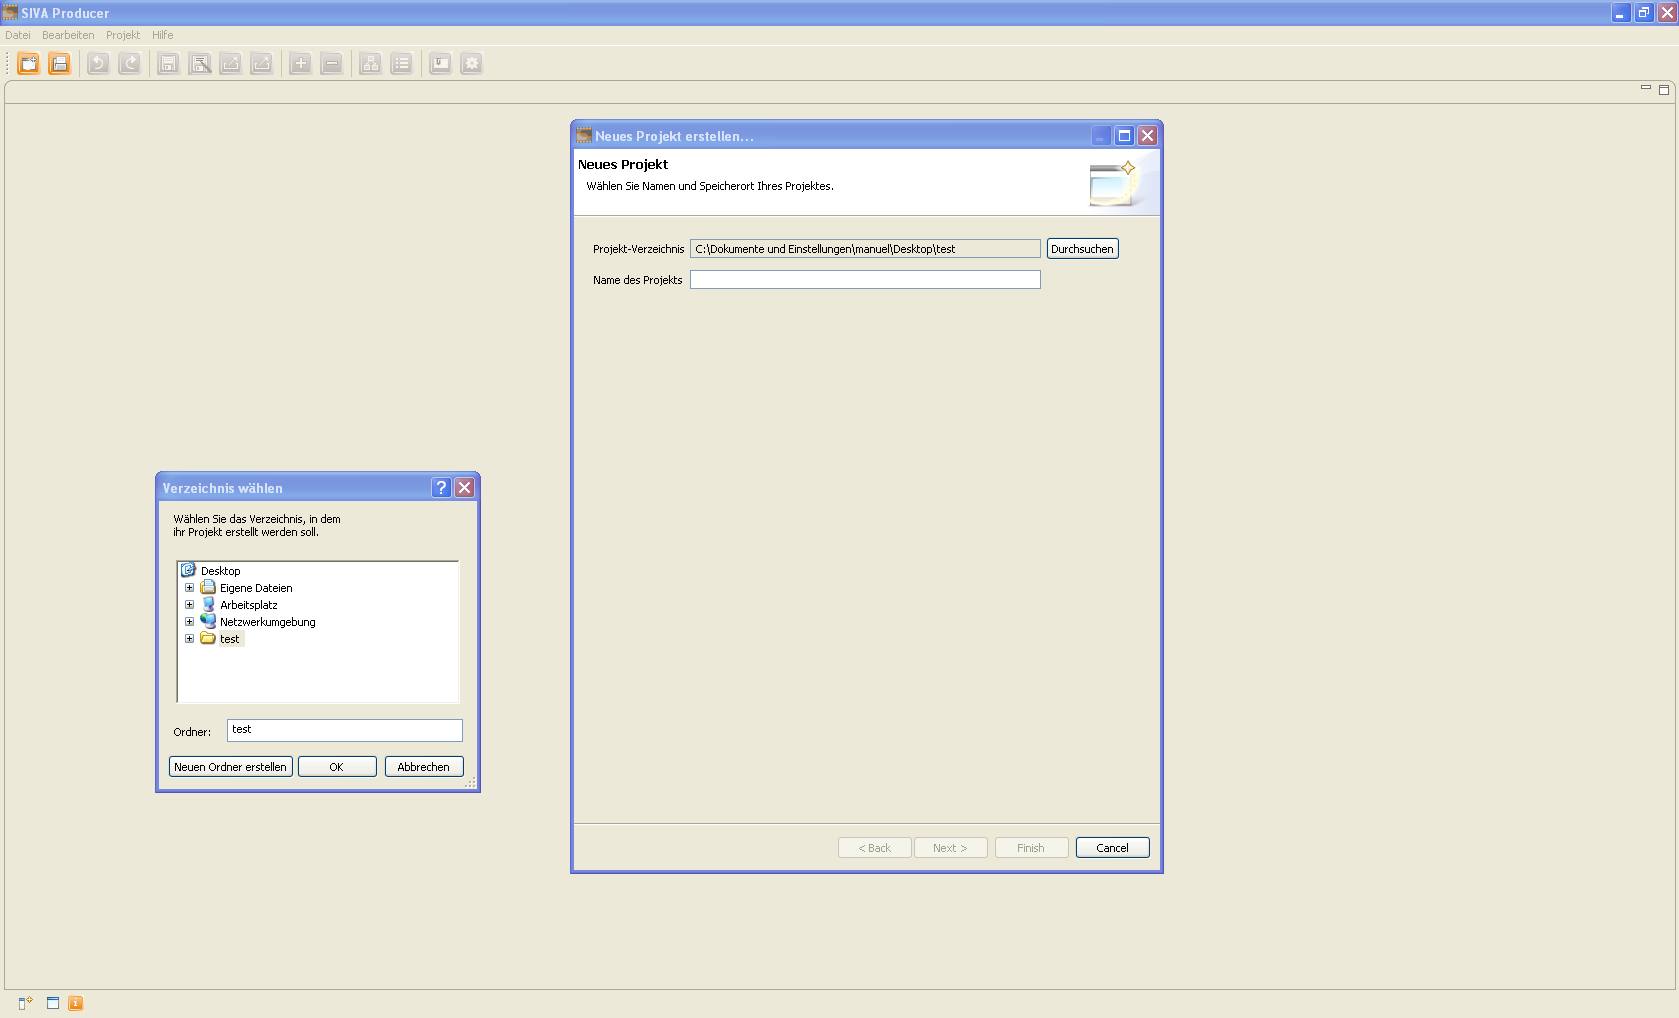 SIVA Producer
Datei Bearbeiten Projekt Hilfe
Neues Projekt erstellen...
Neues Projekt
Wählen Sie Namen und Speicherort Ihres Projektes.
Projekt-Verzeichnis C:\Dokumente und Einstellungen\manuel\Desktop\test Durchsuchen
Name des Projekts
< Back Next > Finish Cancel
Verzeichnis wählen
Wählen Sie das Verzeichnis, in dem
ihr Projekt erstellt werden soll.
Desktop
Eigene Dateien
Arbeitsplatz
Netzwerkumgebung
test
Ordner: test
Neuen Ordner erstellen OK Abbrechen